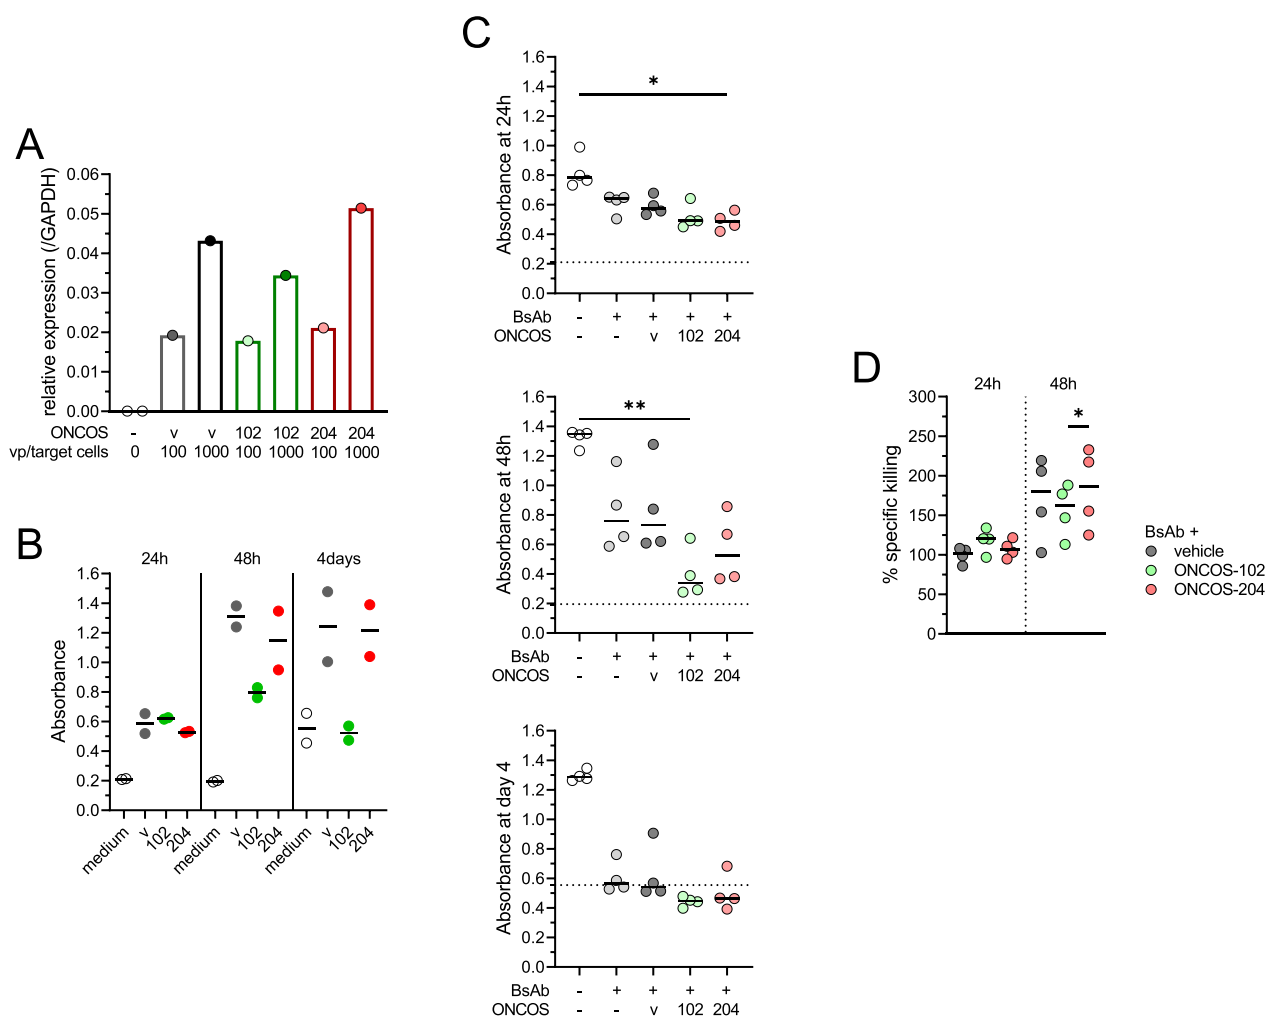 A
relative expression (/GAPDH)
0.06
0.05
0.04
0.03
0.02
0.01
0.00
ONCOS - v v 102 102 204 204
vp/target cells 0 100 1000 100 1000 100 1000
B
24h 48h 4days
Absorbance
1.6
1.4
1.2
1.0
0.8
0.6
0.4
0.2
0.0
medium v 102 204 medium v 102 204 medium v 102 204
C
Absorbance at 24h
1.6
1.4
1.2
1.0
0.8
0.6
0.4
0.2
0.0
*
BsAb - + + + +
ONCOS - - v 102 204
Absorbance at 48h
1.6
1.4
1.2
1.0
0.8
0.6
0.4
0.2
0.0
**
BsAb - + + + +
ONCOS - - v 102 204
Absorbance at day 4
1.6
1.4
1.2
1.0
0.8
0.6
0.4
0.2
0.0
BsAb - + + + +
ONCOS - - v 102 204
D
24h 48h
% specific killing
300
250
200
150
100
50
0
*
BsAb +
vehicle
ONCOS-102
ONCOS-204